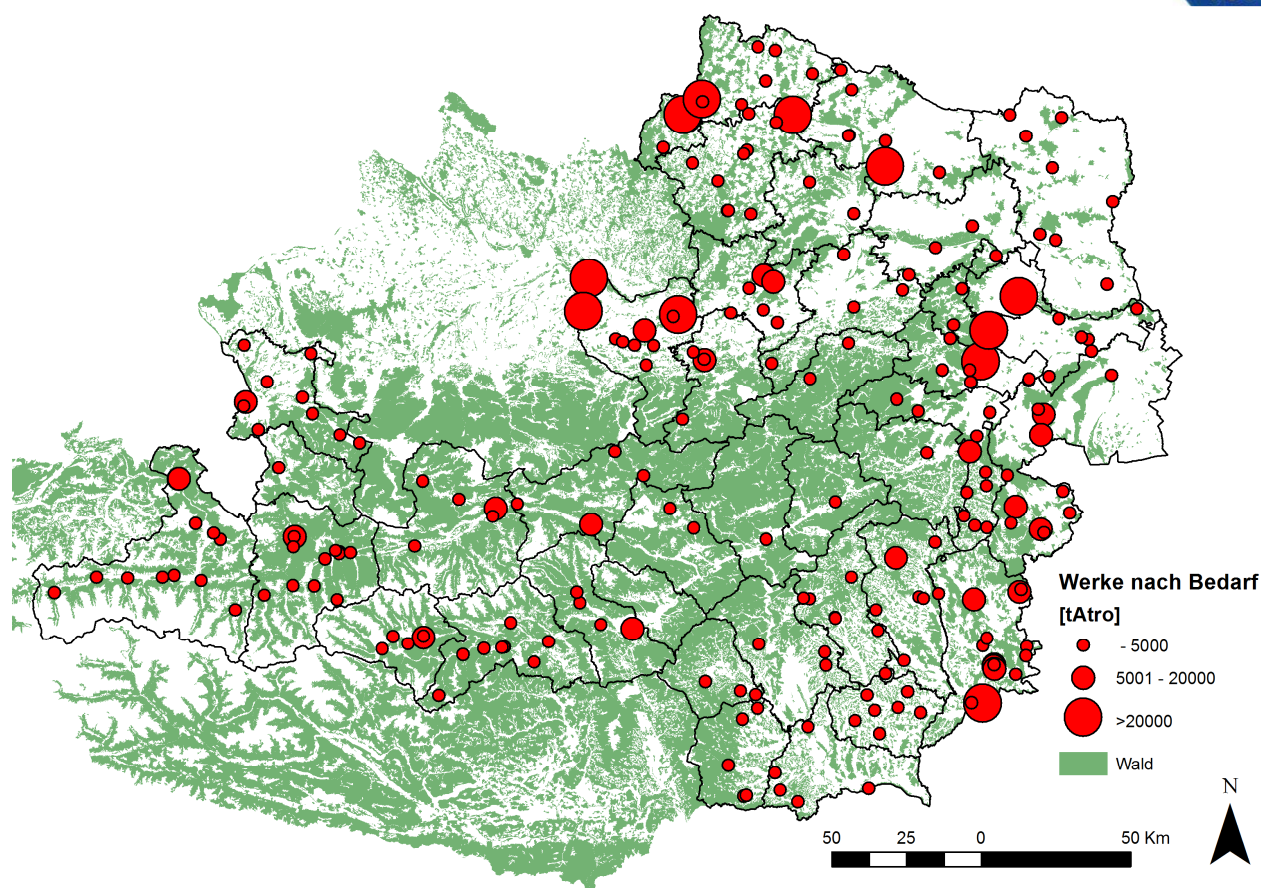 Werke nach Bedarf
[tAtro]
- 5000
5001 - 20000
>20000
Wald
N
50 25 0 50 Km